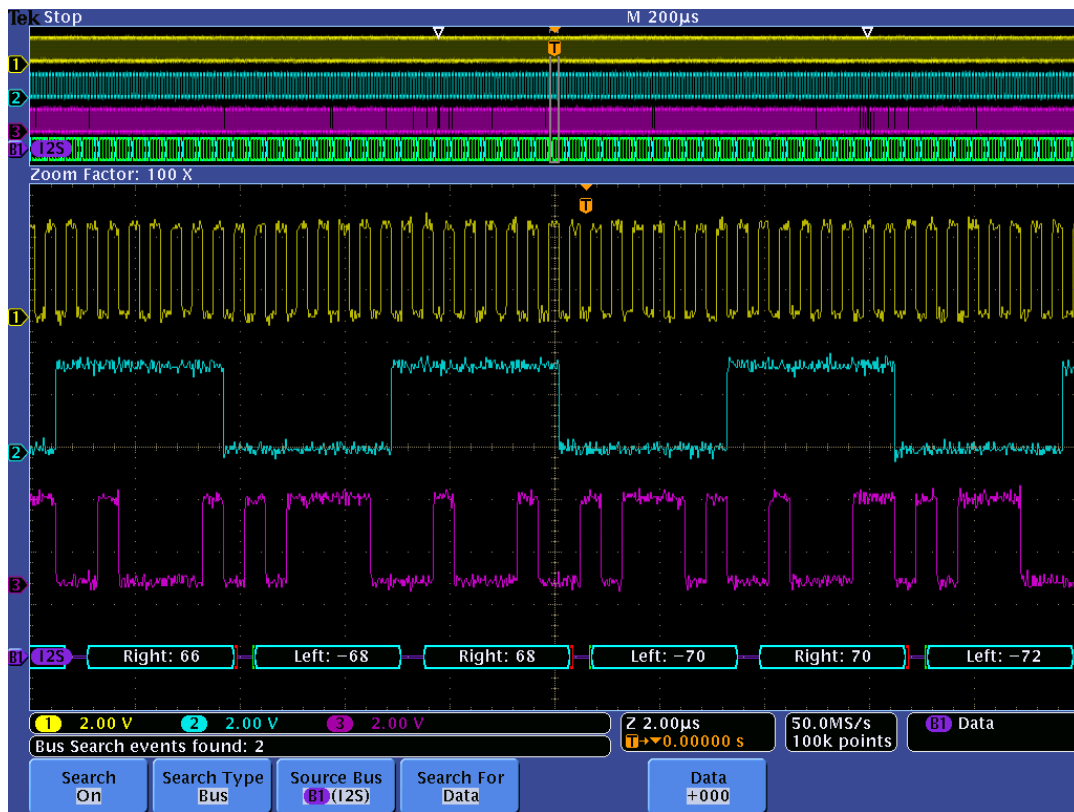 Tek Stop M 200µs
T
1
2
3
B1 I2S
Zoom Factor: 100 X
T
1
2
3
B1 I2S Right: 66 Left: −68 Right: 68 Left: −70 Right: 70 Left: −72
1 2.00 V 2 2.00 V 3 2.00 V Z 2.00µs 50.0MS/s B1 Data
T→▼0.00000 s 100k points
Bus Search events found: 2
Search Search Type Source Bus Search For Data
On Bus B1(I2S) Data +000